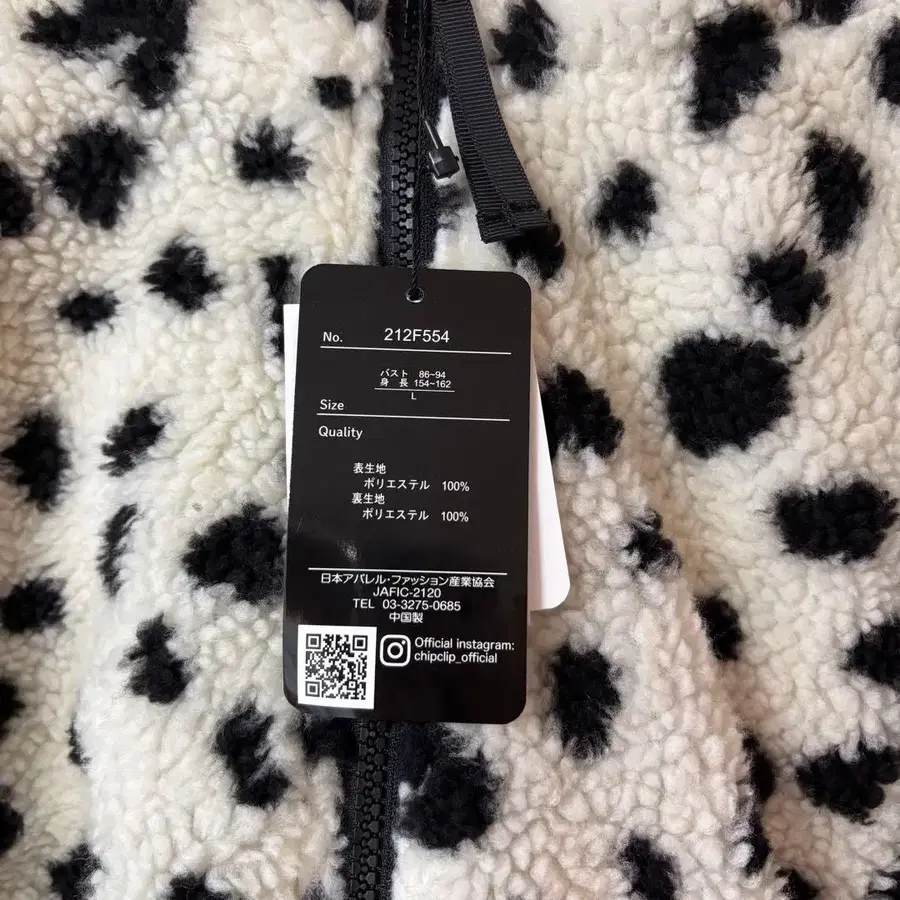 No. 212F554
バスト 86~94
身 長 154~162
L
Size
Quality
表生地
ポリエステル 100%
裏生地
ポリエステル 100%
日本アパレル・ファッション産業協会
JAFIC-2120
TEL 03-3275-0685
中国製
Official instagram:
chipclip_official